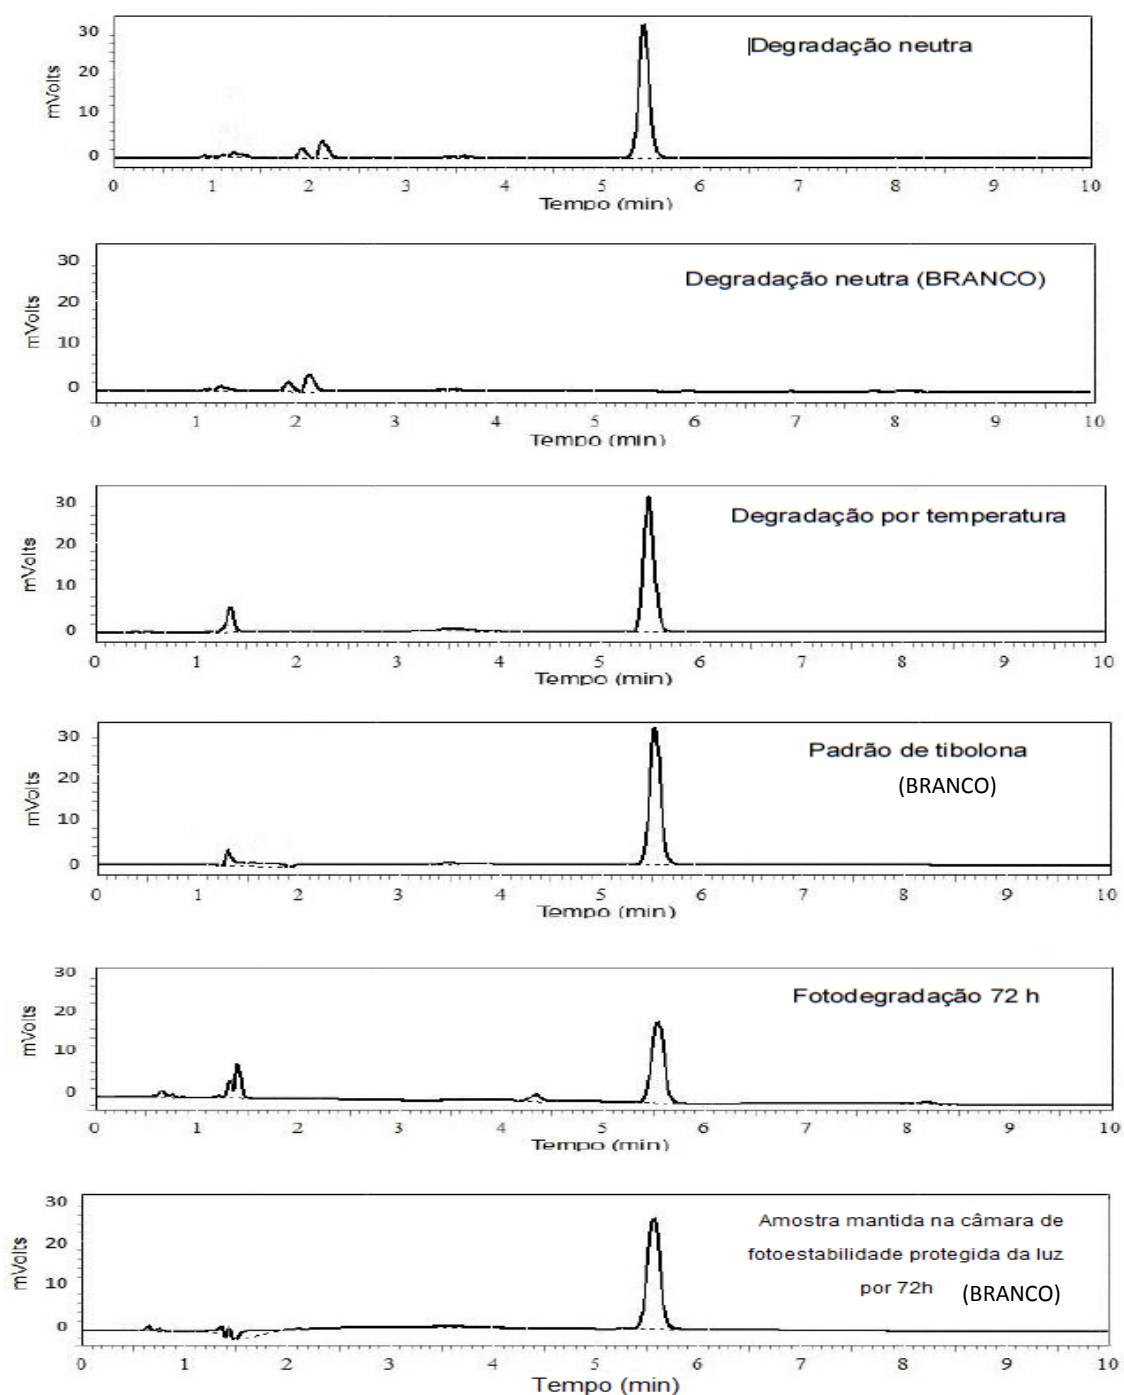 30
20
10
0
mVolts
Degradação neutra
0 1 2 3 4 5 6 7 8 9 10
Tempo (min)
30
20
10
0
mVolts
Degradação neutra (BRANCO)
0 1 2 3 4 5 6 7 8 9 10
Tempo (min)
30
20
10
0
mVolts
Degradação por temperatura
0 1 2 3 4 5 6 7 8 9 10
Tempo (min)
30
20
10
0
mVolts
Padrão de tibolona
(BRANCO)
0 1 2 3 4 5 6 7 8 9 10
Tempo (min)
30
20
10
0
mVolts
Fotodegradação 72 h
0 1 2 3 4 5 6 7 8 9 10
Tempo (min)
30
20
10
0
mVolts
Amostra mantida na câmara de
fotoestabilidade protegida da luz
por 72h (BRANCO)
0 1 2 3 4 5 6 7 8 9 10
Tempo (min)